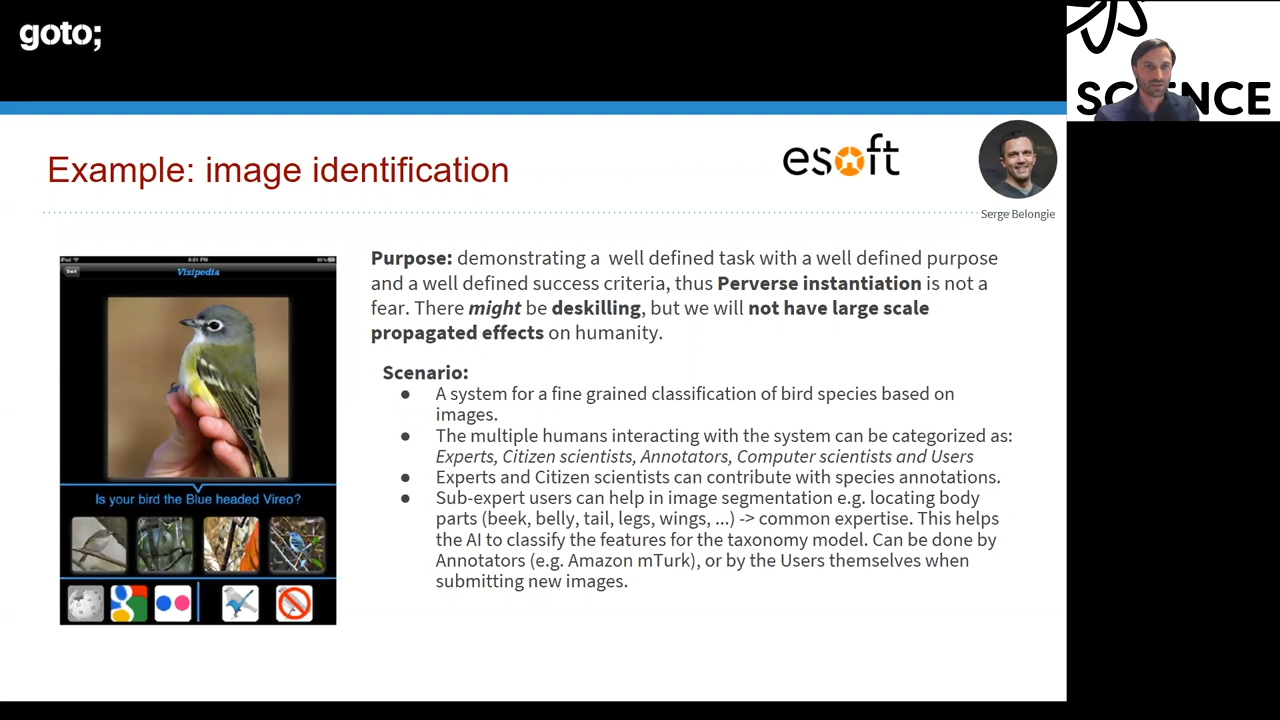 goto;
SCIENCE
Example: image identification
esoft
Serge Belongie
iPad
8:51 PM
Back
Visipedia
Is your bird the Blue headed Vireo?
Purpose: demonstrating a well defined task with a well defined purpose
and a well defined success criteria, thus Perverse instantiation is not a
fear. There might be deskilling, but we will not have large scale
propagated effects on humanity.
Scenario:
● A system for a fine grained classification of bird species based on
images.
● The multiple humans interacting with the system can be categorized as:
Experts, Citizen scientists, Annotators, Computer scientists and Users
● Experts and Citizen scientists can contribute with species annotations.
● Sub-expert users can help in image segmentation e.g. locating body
parts (beek, belly, tail, legs, wings, ...) -> common expertise. This helps
the AI to classify the features for the taxonomy model. Can be done by
Annotators (e.g. Amazon mTurk), or by the Users themselves when
submitting new images.